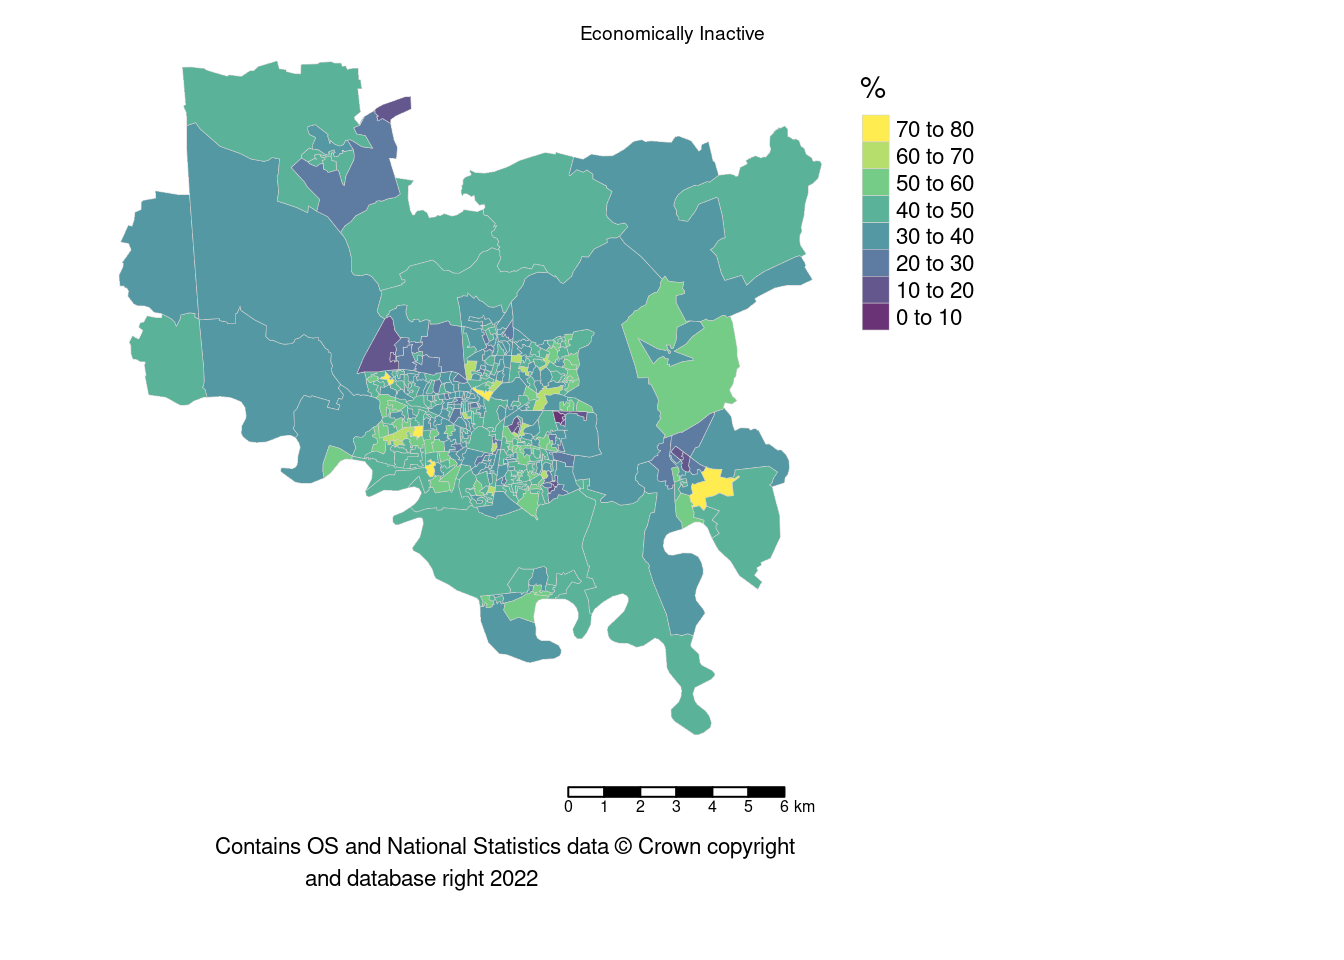 Economically Inactive
%
70 to 80
60 to 70
50 to 60
40 to 50
30 to 40
20 to 30
10 to 20
0 to 10
0 1 2 3 4 5 6 km
Contains OS and National Statistics data © Crown copyright
and database right 2022